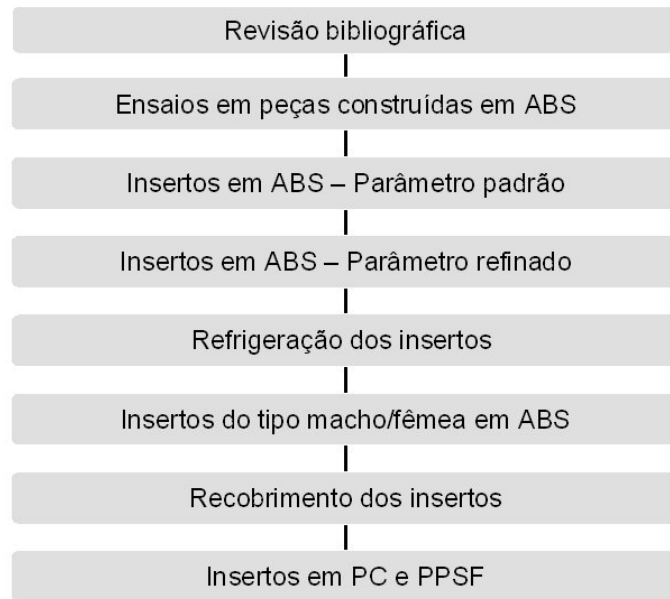 Revisão bibliográfica
Ensaios em peças construídas em ABS
Insertos em ABS – Parâmetro padrão
Insertos em ABS – Parâmetro refinado
Refrigeração dos insertos
Insertos do tipo macho/fêmea em ABS
Recobrimento dos insertos
Insertos em PC e PPSF